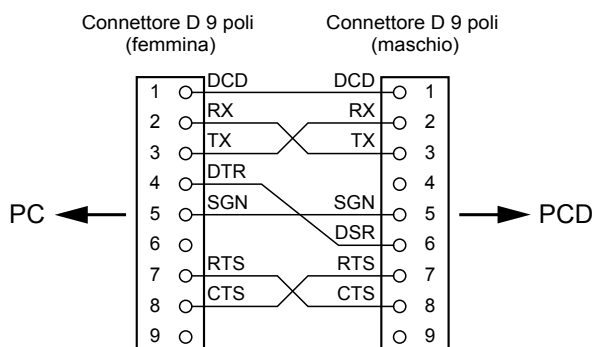 Connettore D 9 poli (femmina)
Connettore D 9 poli (maschio)
1 DCD DCD 1
2 RX RX 2
3 TX TX 3
4 DTR 4
PC 5 SGN SGN 5 PCD
6 DSR 6
7 RTS RTS 7
8 CTS CTS 8
9 9